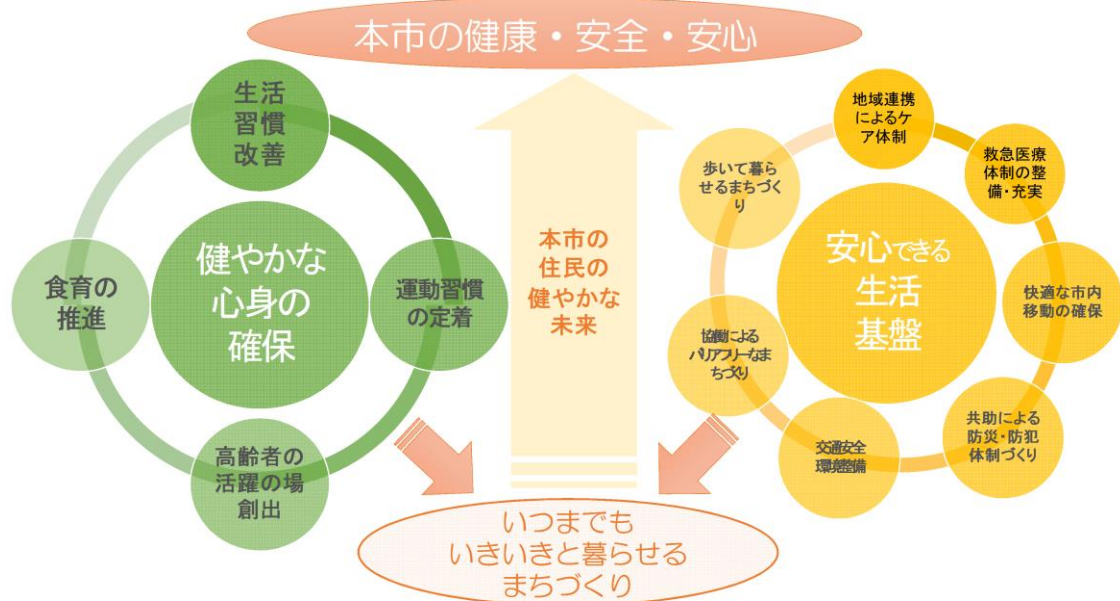 本市の健康・安全・安心
生活
習慣
改善
健やかな
心身の
確保
運動習慣
の定着
高齢者の
活躍の場
創出
食育の
推進
本市の
住民の
健やかな
未来
地域連携
によるケ
ア体制
救急医療
体制の整
備・充実
快適な市内
移動の確保
共助による
防災・防犯
体制づくり
交通安全
環境整備
協働による
バリアフリーなま
ちづくり
歩いて暮ら
せるまちづく
り
安心できる
生活
基盤
いつまでも
いきいきと暮らせる
まちづくり